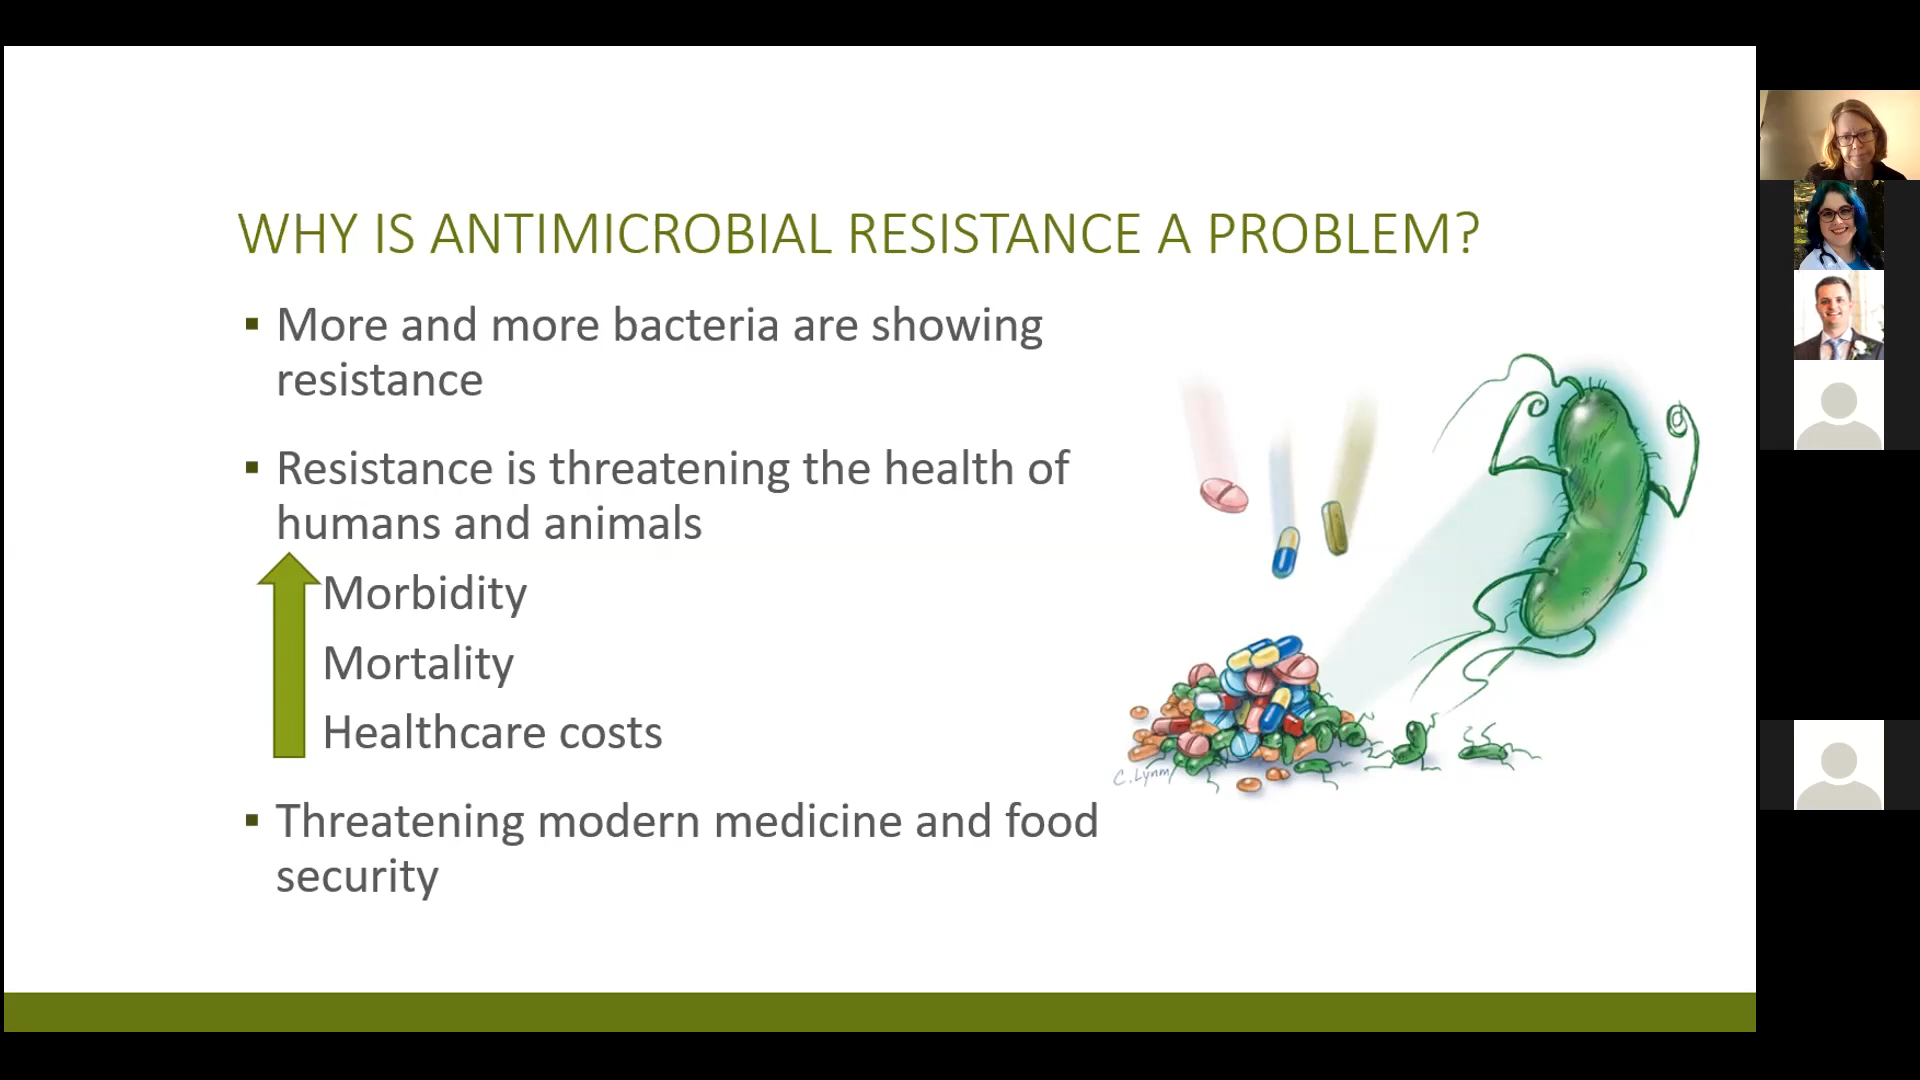 WHY IS ANTIMICROBIAL RESISTANCE A PROBLEM?
▪ More and more bacteria are showing
resistance
▪ Resistance is threatening the health of
humans and animals
Morbidity
Mortality
Healthcare costs
▪ Threatening modern medicine and food
security
C. Lynm